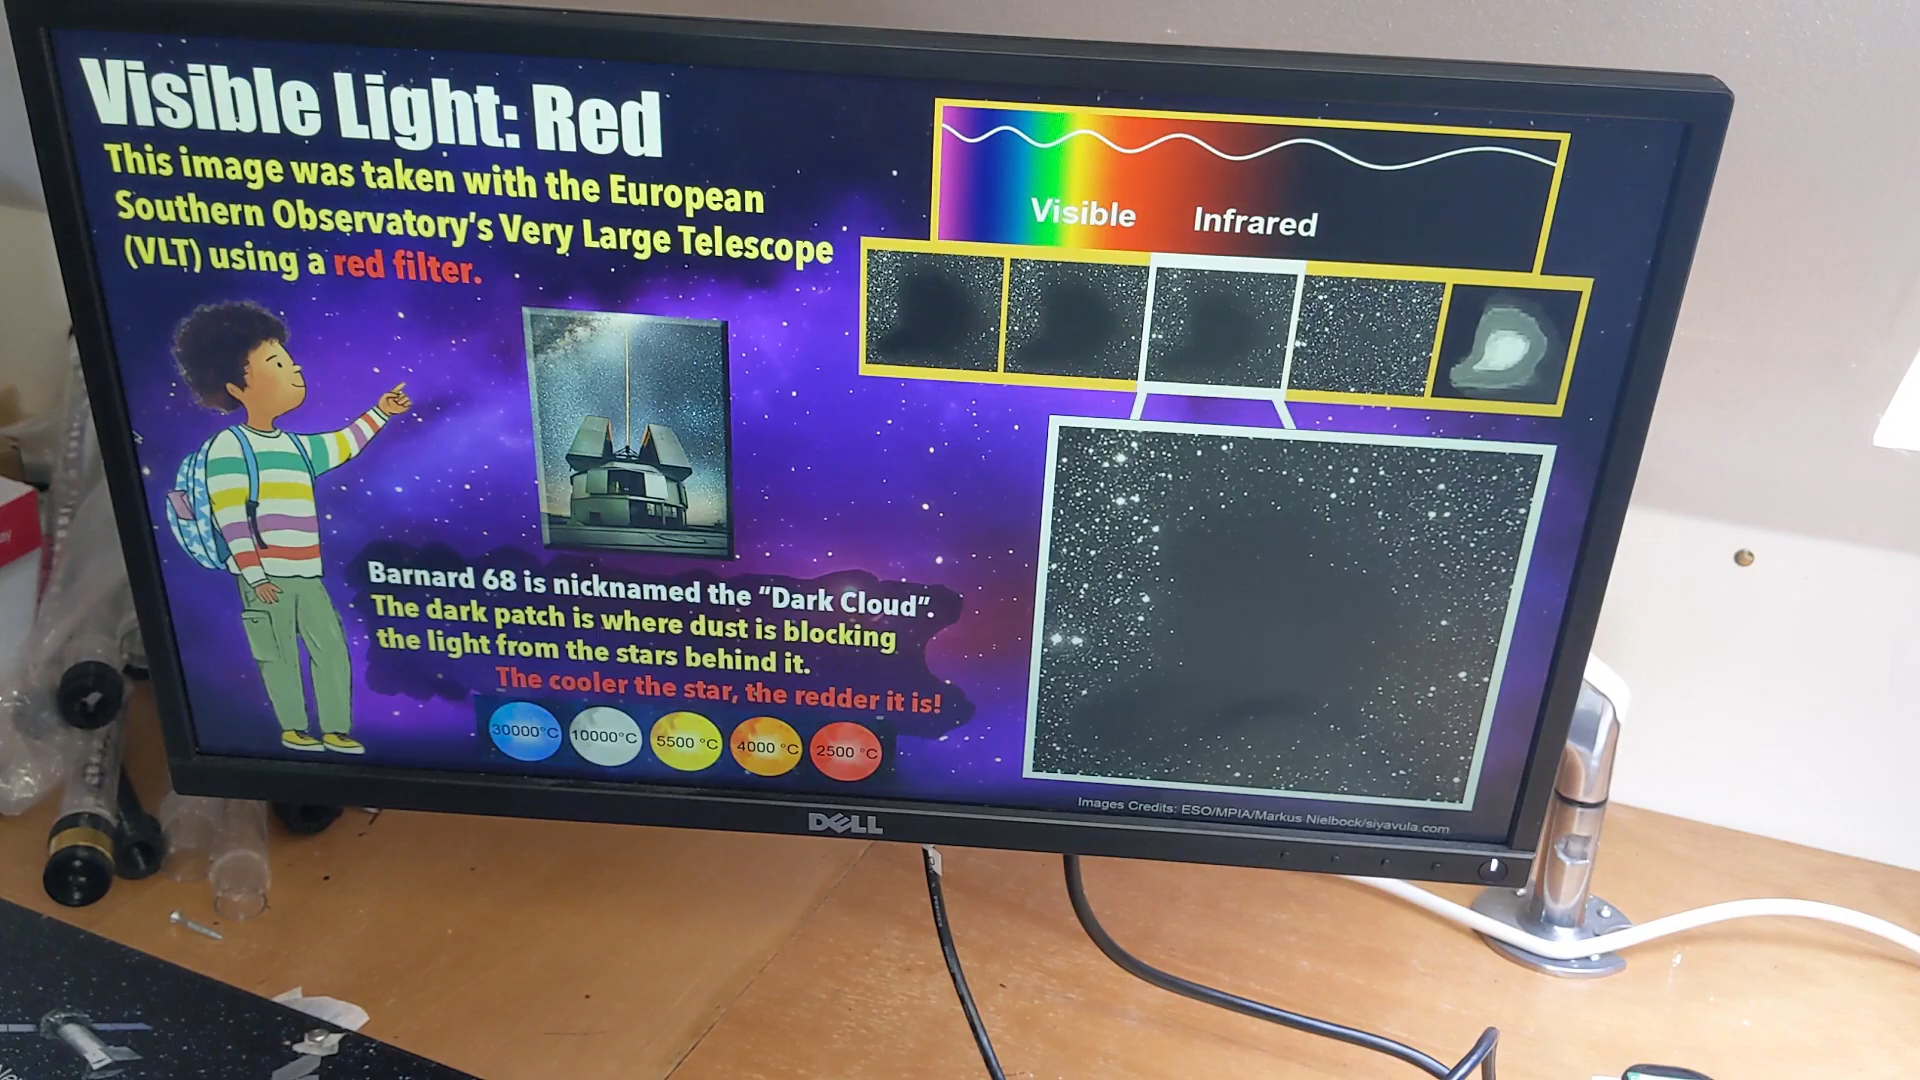 Visible Light: Red
This image was taken with the European
Southern Observatory's Very Large Telescope
(VLT) using a red filter.
Visible Infrared
Barnard 68 is nicknamed the "Dark Cloud".
The dark patch is where dust is blocking
the light from the stars behind it.
The cooler the star, the redder it is!
30000°C 10000°C 5500 °C 4000 °C 2500 °C
Images Credits: ESO/MPIA/Markus Nielbock/siyavula.com
DELL